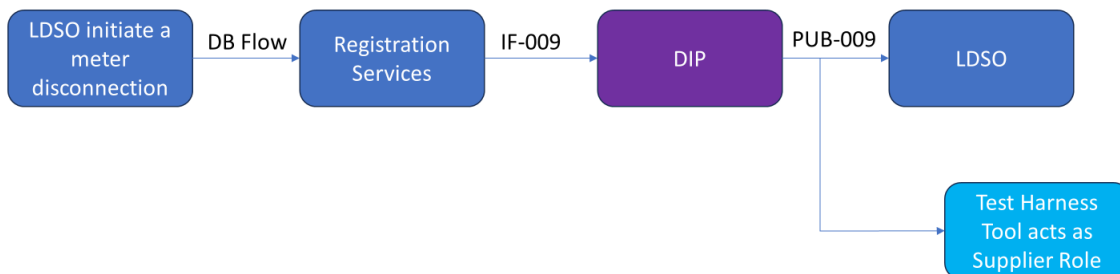 LDSO initiate a
meter
disconnection
DB Flow
Registration
Services
IF-009
DIP
PUB-009
LDSO
Test Harness
Tool acts as
Supplier Role